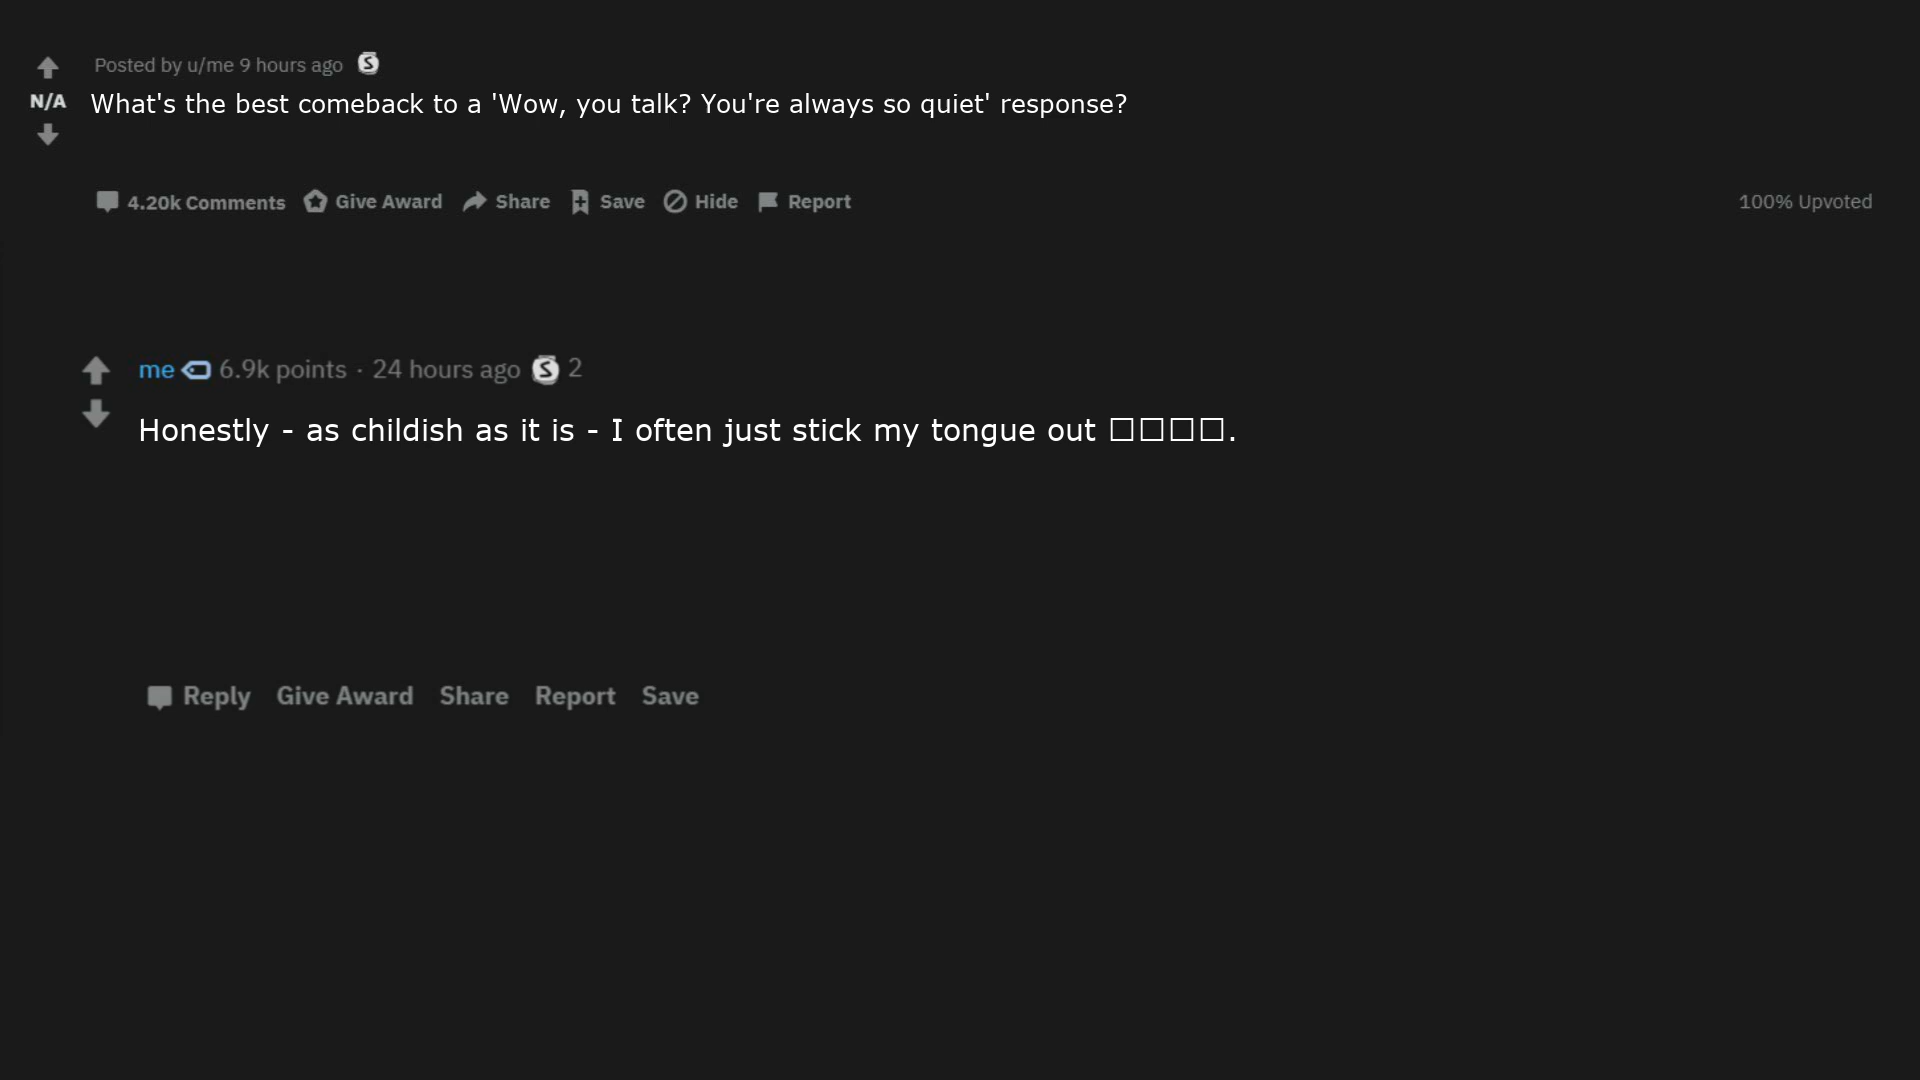 Posted by u/me 9 hours ago
N/A
What's the best comeback to a 'Wow, you talk? You're always so quiet' response?
4.20k Comments Give Award Share Save Hide Report 100% Upvoted
me 6.9k points · 24 hours ago 2
Honestly - as childish as it is - I often just stick my tongue out □□□□.
Reply Give Award Share Report Save